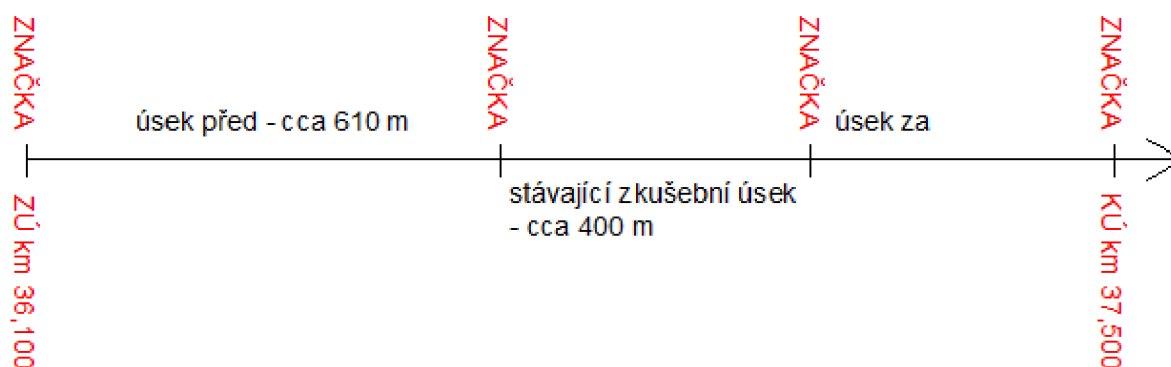 ZNAČKA
ZNAČKA
ZNAČKA
ZNAČKA
úsek před - cca 610 m
úsek za
stávající zkušební úsek
- cca 400 m
ZÚ km 36,100
KÚ km 37,500